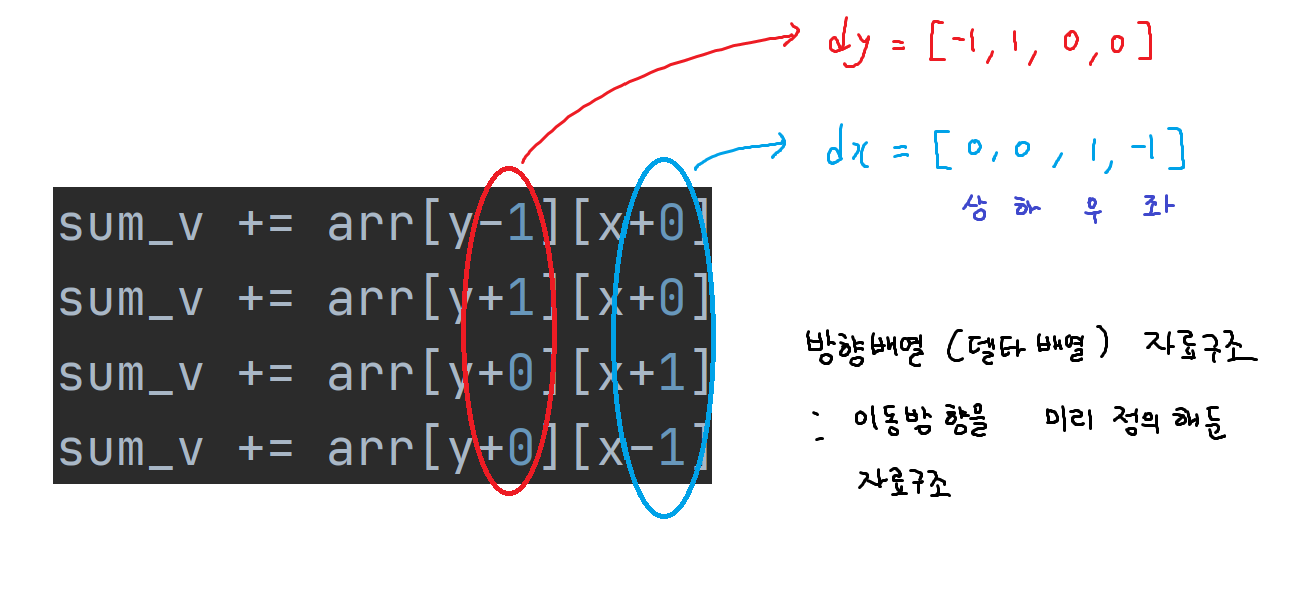 dy = [-1, 1, 0, 0]
dx = [0, 0, 1, -1]
상 하 우 좌
sum_v += arr[y-1][x+0]
sum_v += arr[y+1][x+0]
sum_v += arr[y+0][x+1]
sum_v += arr[y+0][x-1]
방향배열 (델타 배열) 자료구조
: 이동방향을 미리 정의 해둔
자료구조